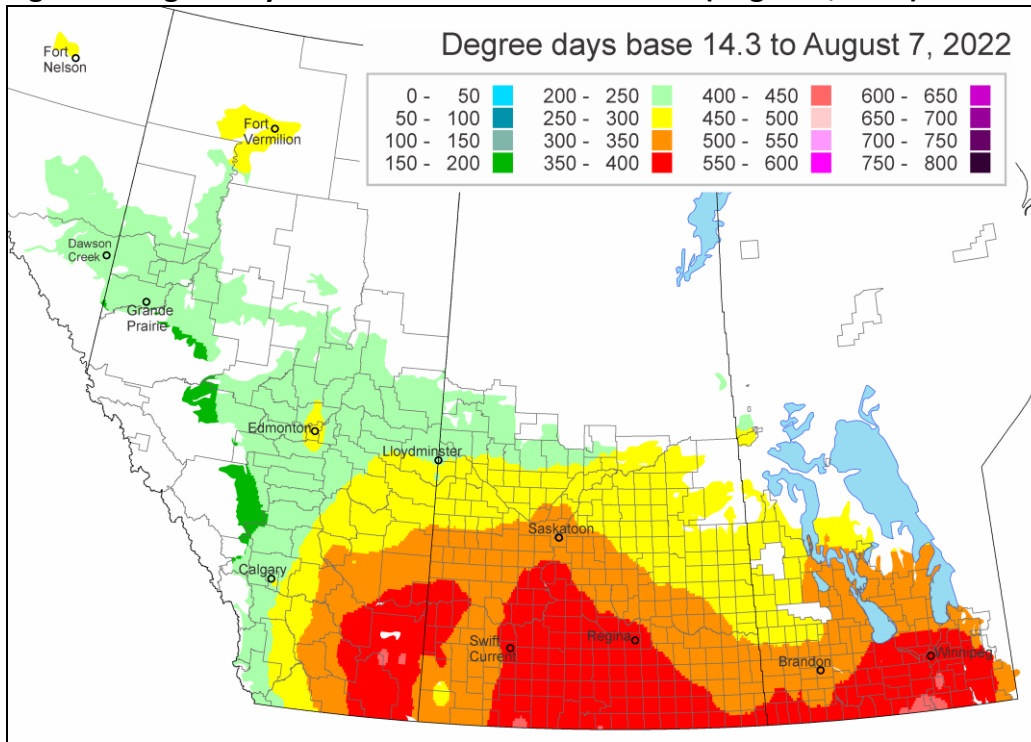 Degree days base 14.3 to August 7, 2022
0 - 50 200 - 250 400 - 450 600 - 650
50 - 100 250 - 300 450 - 500 650 - 700
100 - 150 300 - 350 500 - 550 700 - 750
150 - 200 350 - 400 550 - 600 750 - 800
Fort
Nelson
Fort
Vermilion
Dawson
Creek
Grande
Prairie
Edmonton
Lloydminster
Saskatoon
Calgary
Swift
Current
Regina
Brandon
Winnipeg